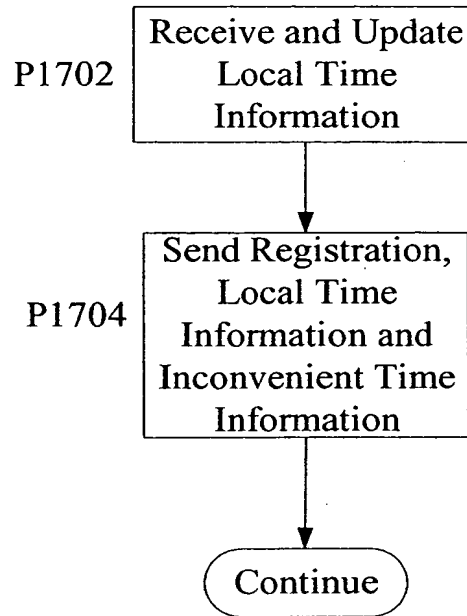 P1702
Receive and Update
Local Time
Information
P1704
Send Registration,
Local Time
Information and
Inconvenient Time
Information
Continue